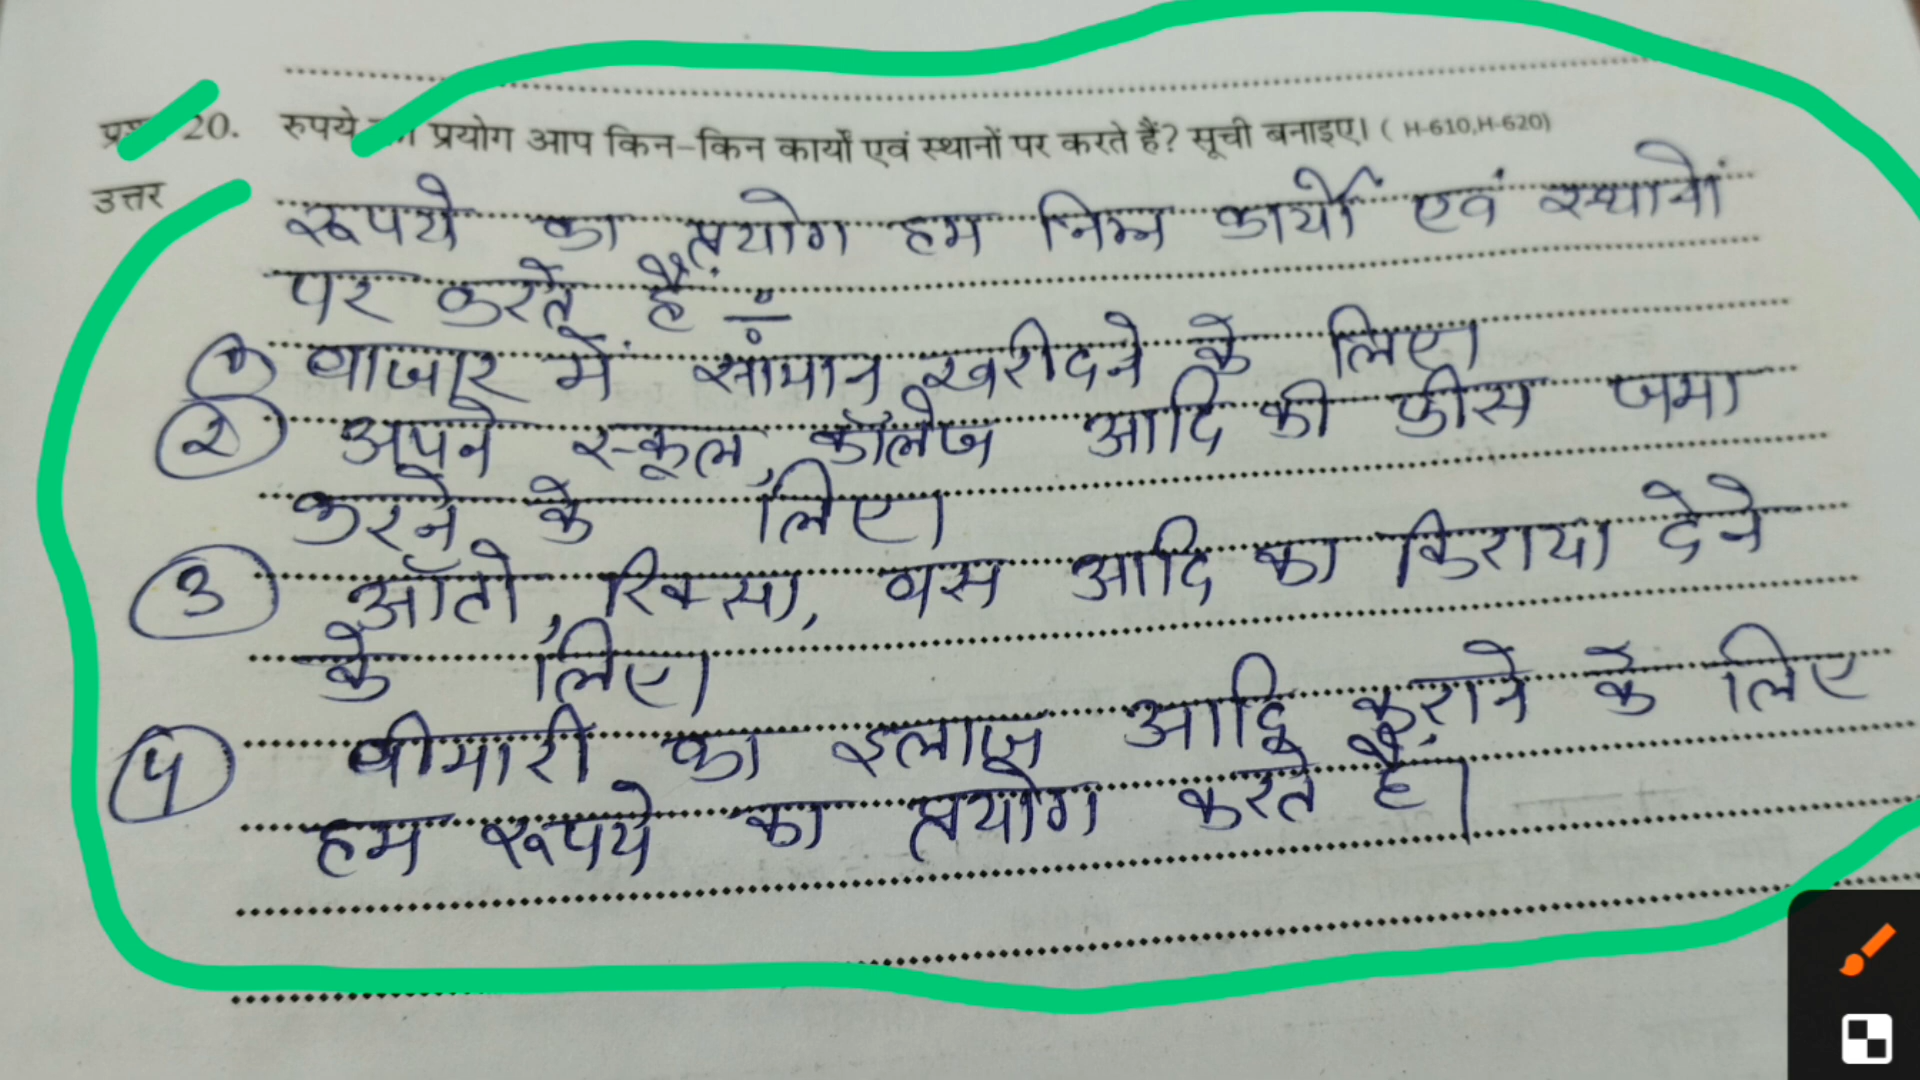 प्रश्न 20. रुपये का प्रयोग आप किन-किन कार्यों एवं स्थानों पर करते हैं? सूची बनाइए। ( H-610,H-620)
उत्तर
रूपये का प्रयोग हम निम्न कार्यों एवं स्थानों
पर करते हैं ÷
१ बाजार में सांमान खरीदने के लिए।
२ अपने स्कूल, कॉलेज आदि की फीस जमा
करने के लिए।
3 ऑटो, रिक्सा, बस आदि का किराया देने
के लिए।
4 बीमारी का इलाज आदि कराने के लिए
हम रूपये का प्रयोग करते हैं।